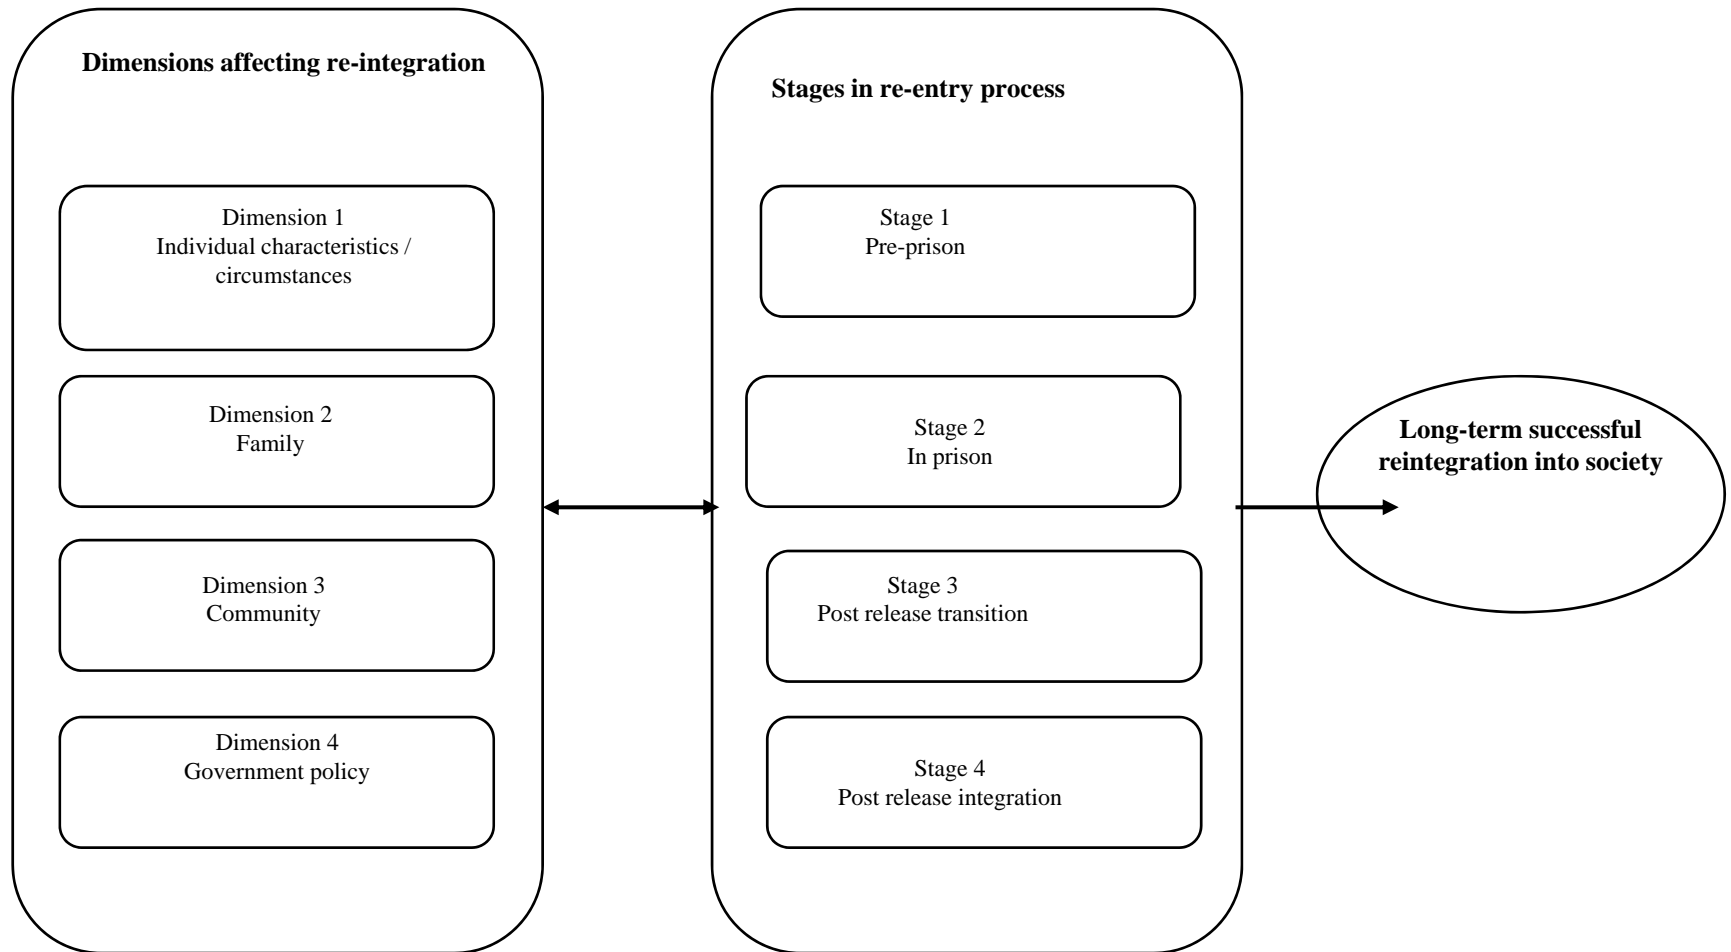 Dimensions affecting re-integration
Dimension 1
Individual characteristics /
circumstances
Dimension 2
Family
Dimension 3
Community
Dimension 4
Government policy
Stages in re-entry process
Stage 1
Pre-prison
Stage 2
In prison
Stage 3
Post release transition
Stage 4
Post release integration
Long-term successful
reintegration into society